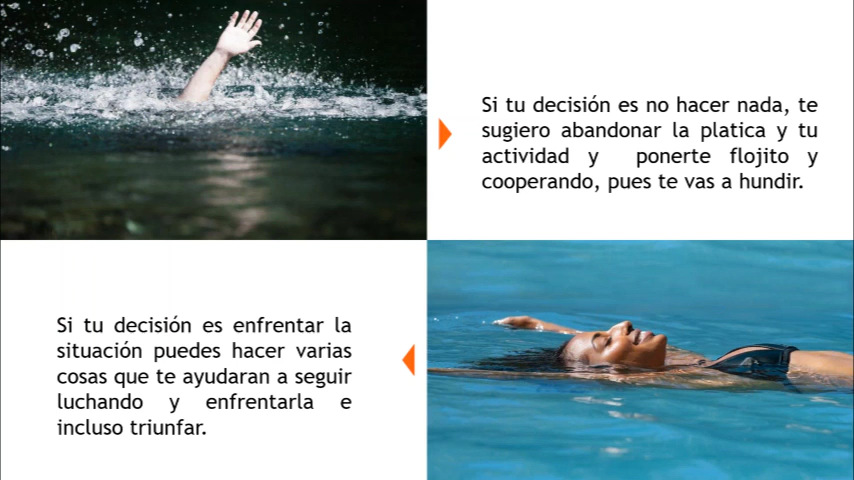 Si tu decisión es no hacer nada, te
sugiero abandonar la platica y tu
actividad y ponerte flojito y
cooperando, pues te vas a hundir.
Si tu decisión es enfrentar la
situación puedes hacer varias
cosas que te ayudaran a seguir
luchando y enfrentarla e
incluso triunfar.